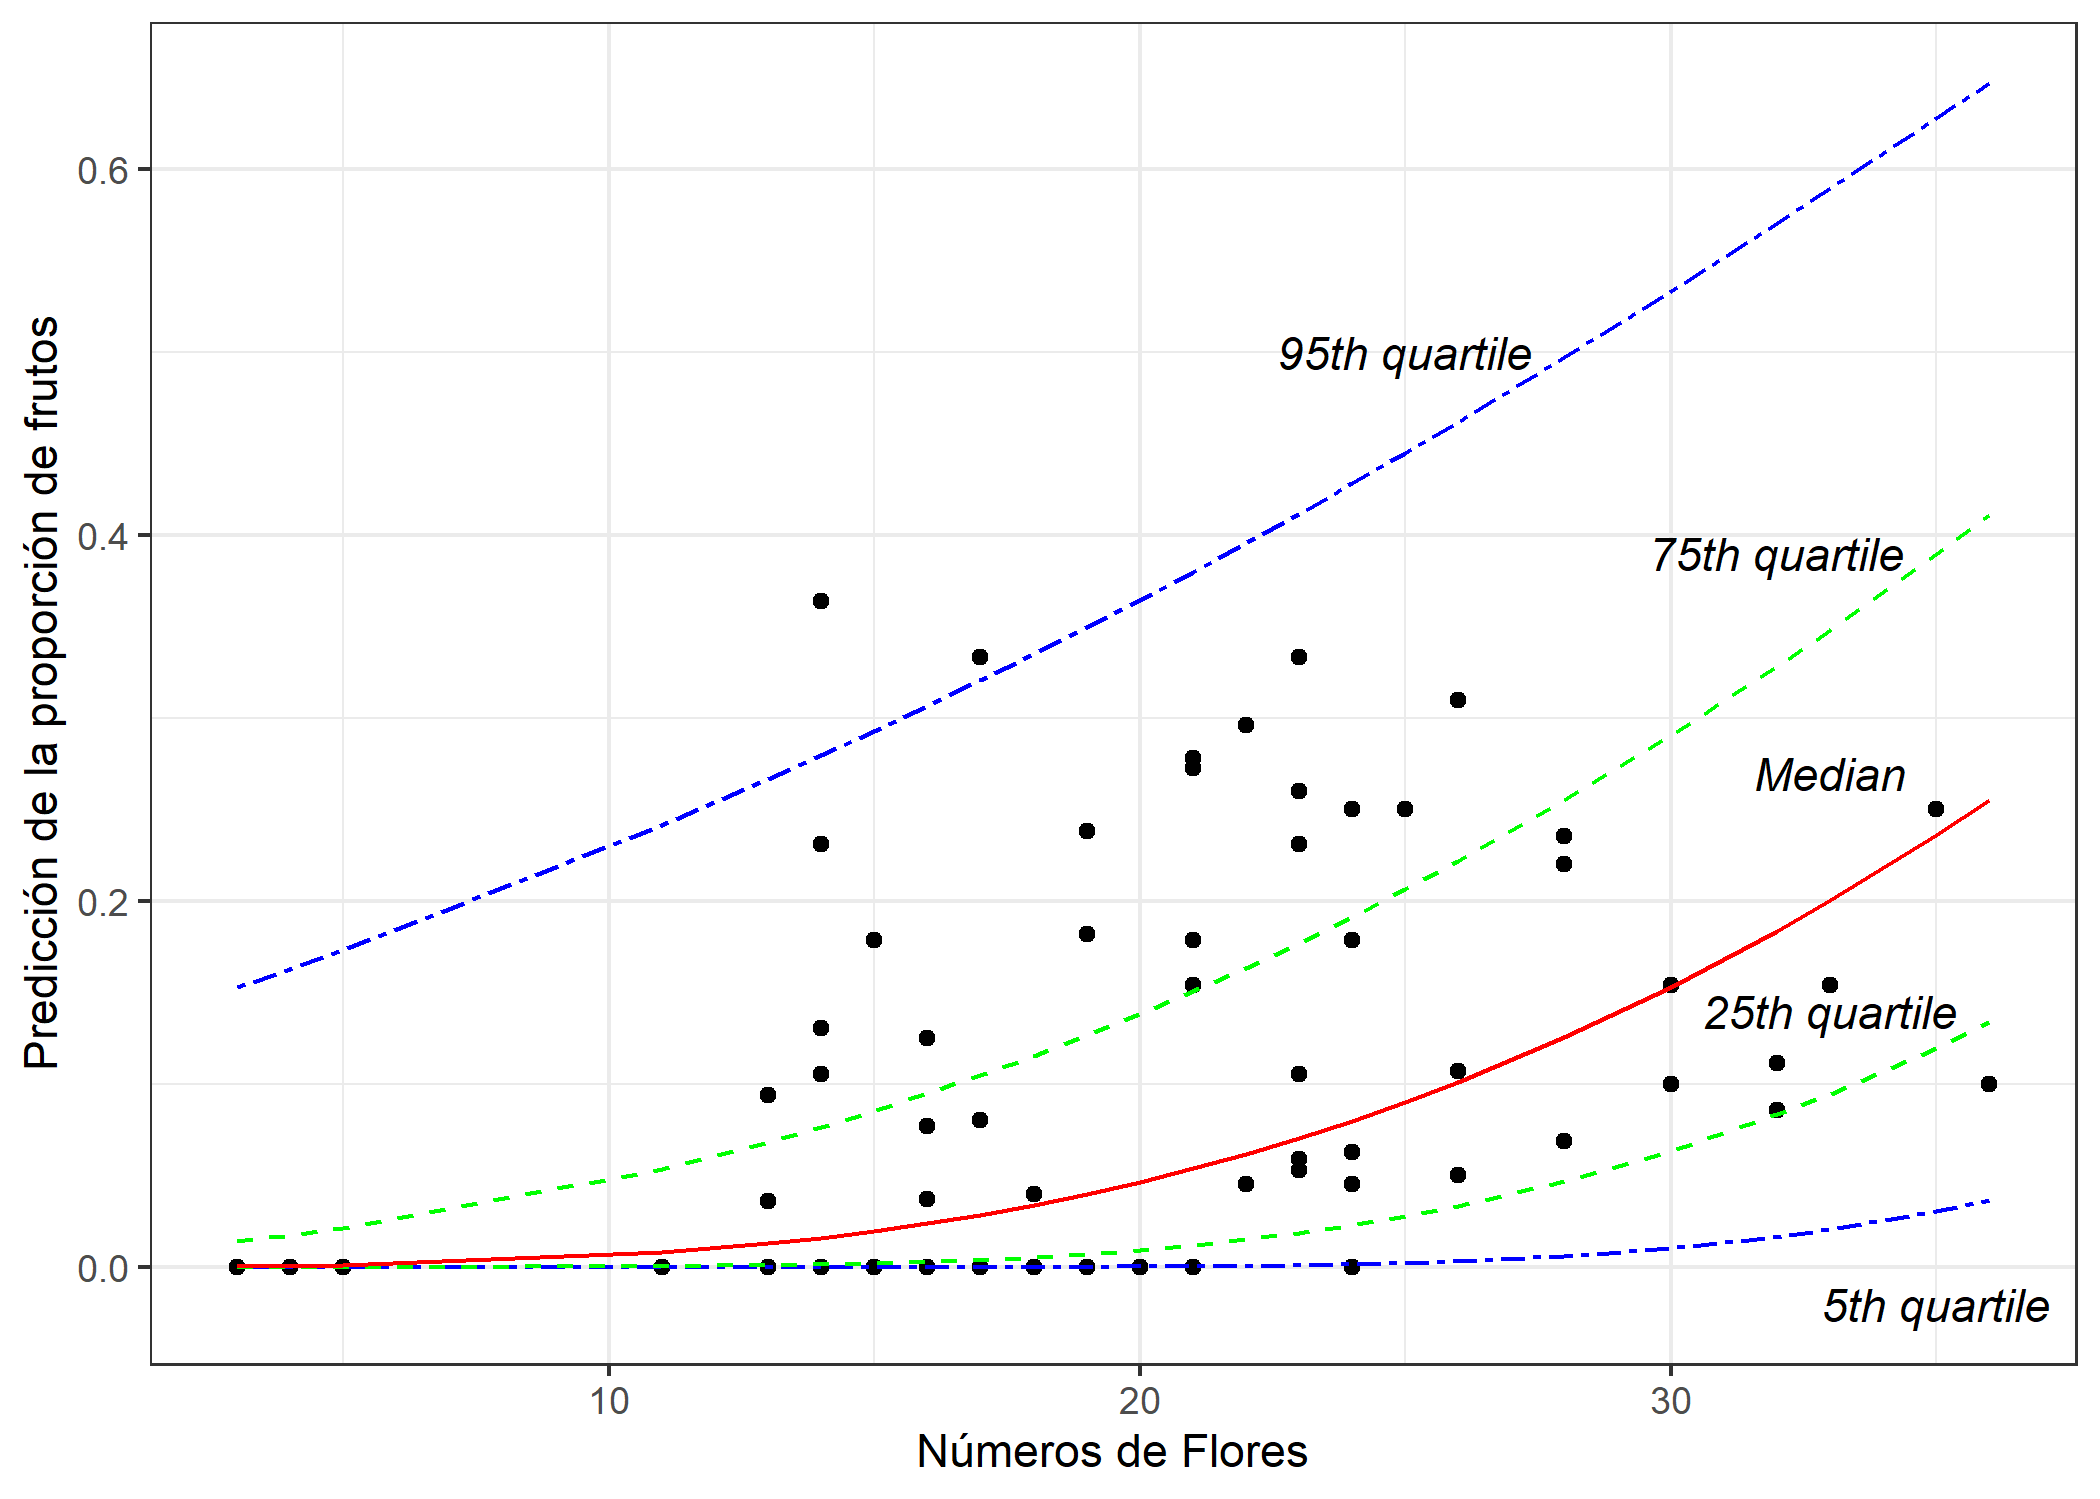 Predicción de la proporción de frutos
0.6
0.4
0.2
0.0
95th quartile
75th quartile
Median
25th quartile
5th quartile
10
20
30
Números de Flores